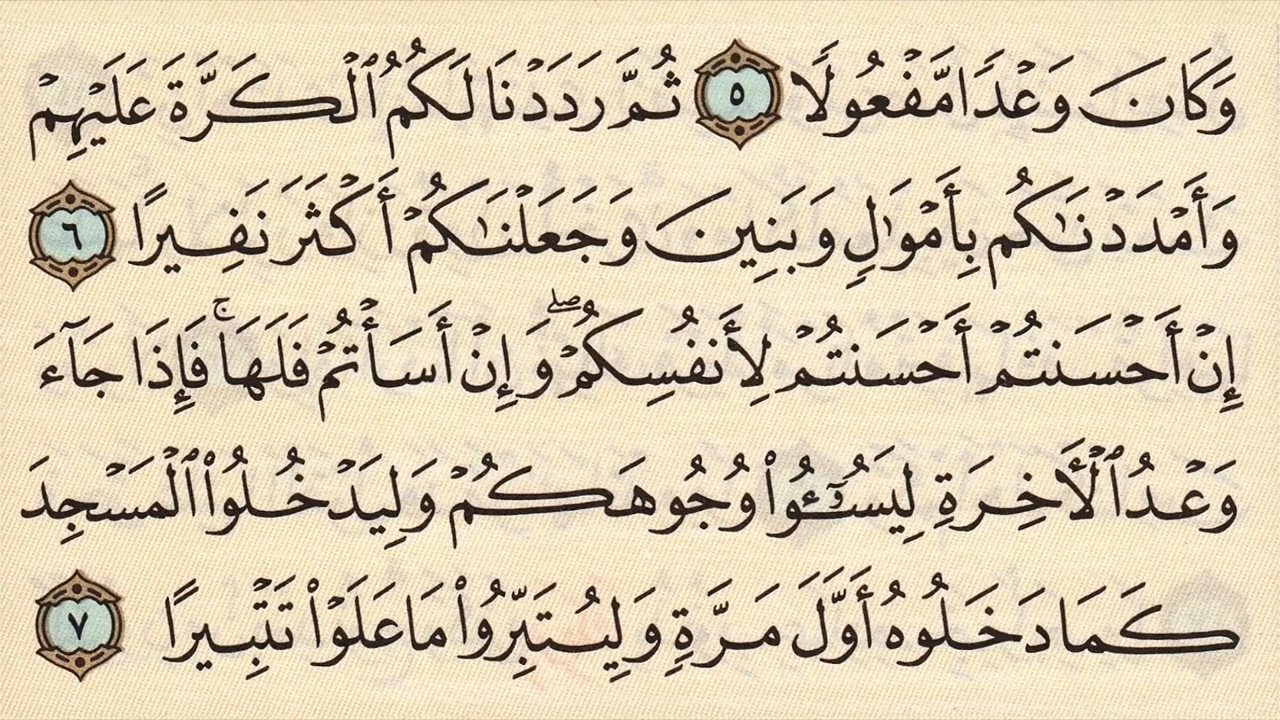 وَكَانَ وَعْدًا مَّفْعُولًا ٥ ثُمَّ رَدَدْنَا لَكُمُ ٱلْكَرَّةَ عَلَيْهِمْ
وَأَمْدَدْنَٰكُم بِأَمْوَٰلٍ وَبَنِينَ وَجَعَلْنَٰكُمْ أَكْثَرَ نَفِيرًا ٦
إِنْ أَحْسَنتُمْ أَحْسَنتُمْ لِأَنفُسِكُمْ ۖ وَإِنْ أَسَأْتُمْ فَلَهَا ۚ فَإِذَا جَآءَ
وَعْدُ ٱلْأَخِرَةِ لِيَسُـُٔوا۟ وُجُوهَكُمْ وَلِيَدْخُلُوا۟ ٱلْمَسْجِدَ
كَمَا دَخَلُوهُ أَوَّلَ مَرَّةٍ وَلِيُتَبِّرُوا۟ مَا عَلَوْا۟ تَتْبِيرًا ٧